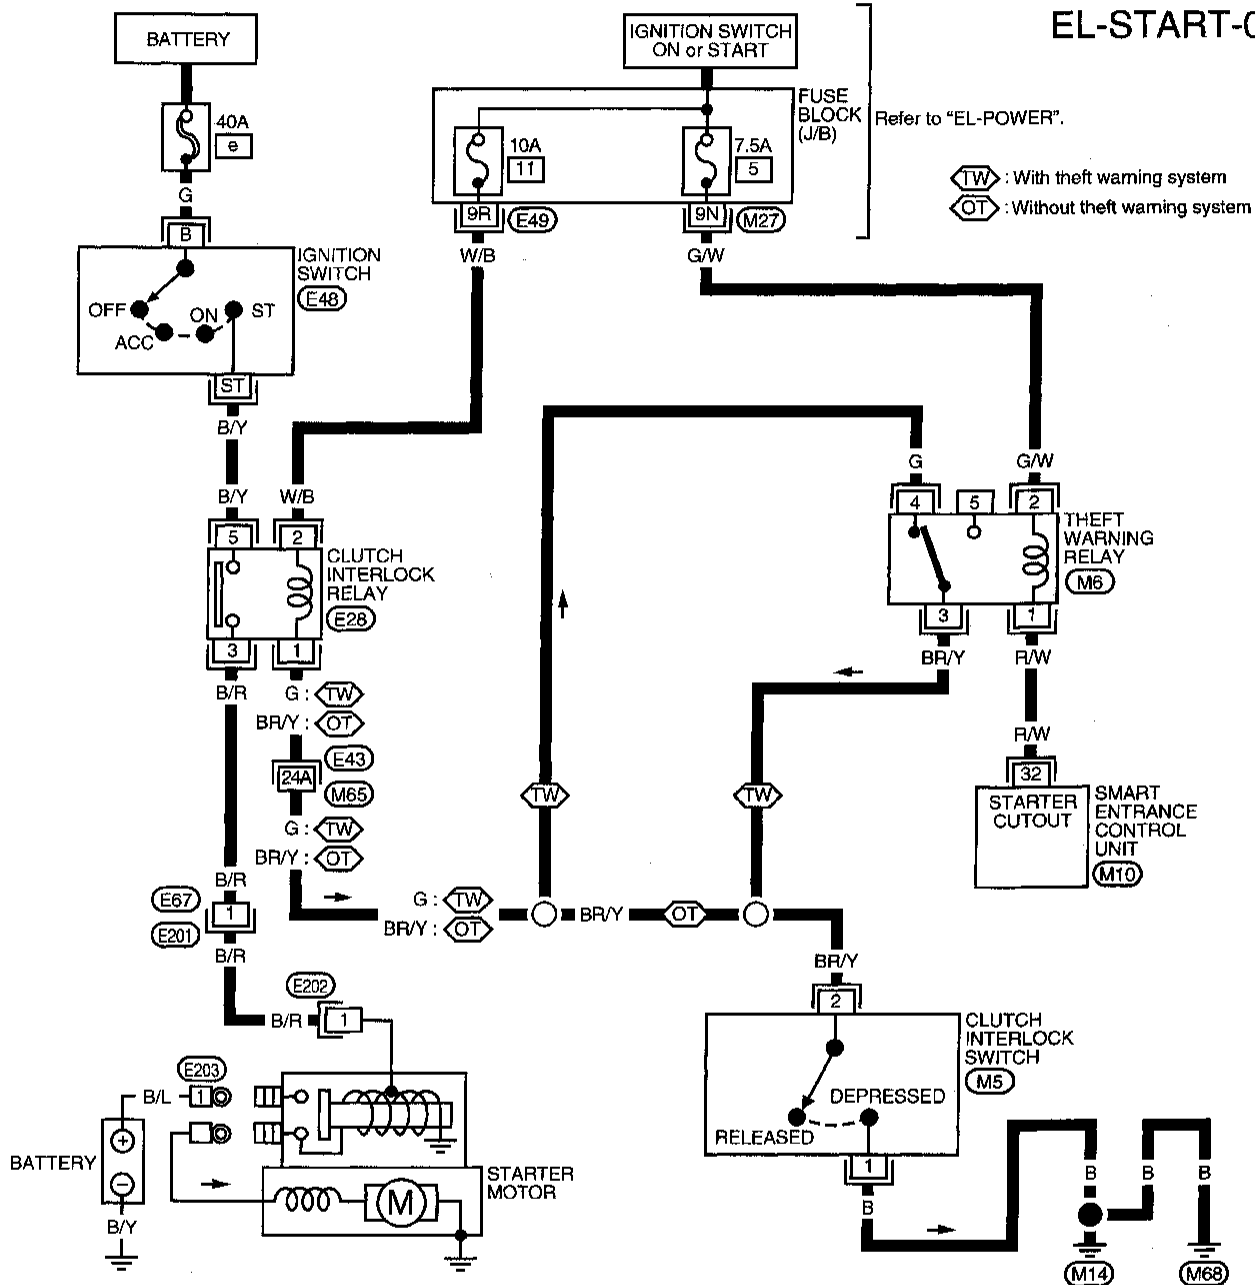 EL-START-0
BATTERY
IGNITION SWITCH
ON or START
40A
e
G
B
FUSE
BLOCK
(J/B)
Refer to "EL-POWER".
10A
11
7.5A
5
9R
E49
9N
M27
TW : With theft warning system
OT : Without theft warning system
W/B
G/W
IGNITION
SWITCH
E48
OFF
ACC
ON
ST
ST
B/Y
B/Y
W/B
5
2
CLUTCH
INTERLOCK
RELAY
E28
3
1
G
G/W
4
5
2
THEFT
WARNING
RELAY
M6
3
1
BR/Y
R/W
R/W
32
STARTER
CUTOUT
SMART
ENTRANCE
CONTROL
UNIT
M10
B/R
G : TW
BR/Y : OT
E43
24A
M65
G : TW
BR/Y : OT
TW
TW
B/R
E67
1
E201
B/R
G : TW
BR/Y : OT
BR/Y
OT
BR/Y
2
CLUTCH
INTERLOCK
SWITCH
M5
DEPRESSED
RELEASED
1
B
E202
B/R
1
E203
B/L
1
BATTERY
+
−
B/Y
STARTER
MOTOR
M
B
B
B
M14
M68